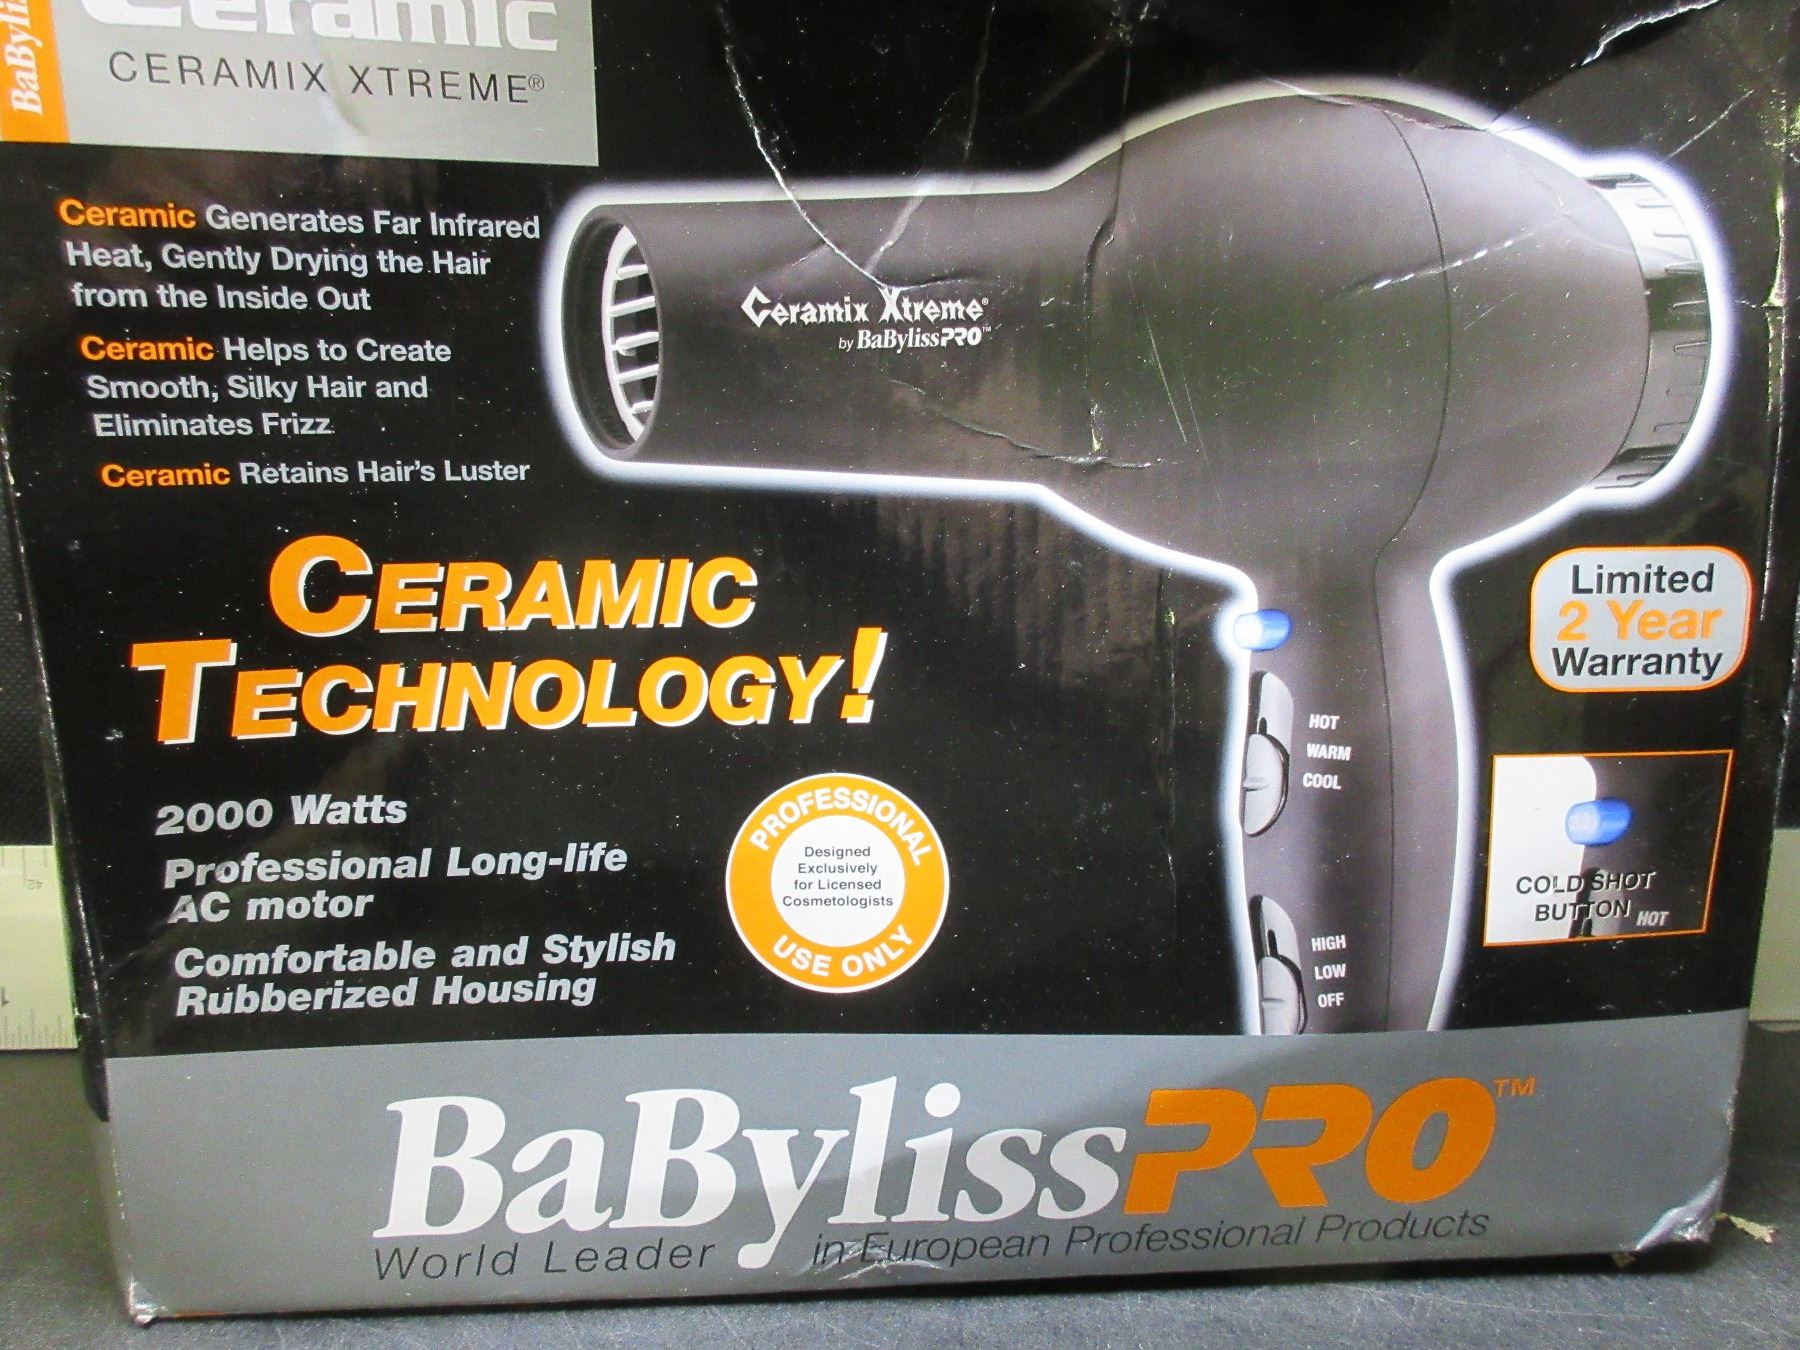 BaByli
Ceramic
CERAMIX XTREME®
Ceramic Generates Far Infrared
Heat, Gently Drying the Hair
from the Inside Out
Ceramic Helps to Create
Smooth, Silky Hair and
Eliminates Frizz
Ceramic Retains Hair's Luster
Ceramix Xtreme®
by BaBylissPRO™
CERAMIC
TECHNOLOGY!
Limited
2 Year
Warranty
HOT
WARM
COOL
2000 Watts
Professional Long-life
AC motor
Comfortable and Stylish
Rubberized Housing
PROFESSIONAL
Designed
Exclusively
for Licensed
Cosmetologists
USE ONLY
COLD SHOT
BUTTON HOT
HIGH
LOW
OFF
BaBylissPRO™
World Leader in European Professional Products